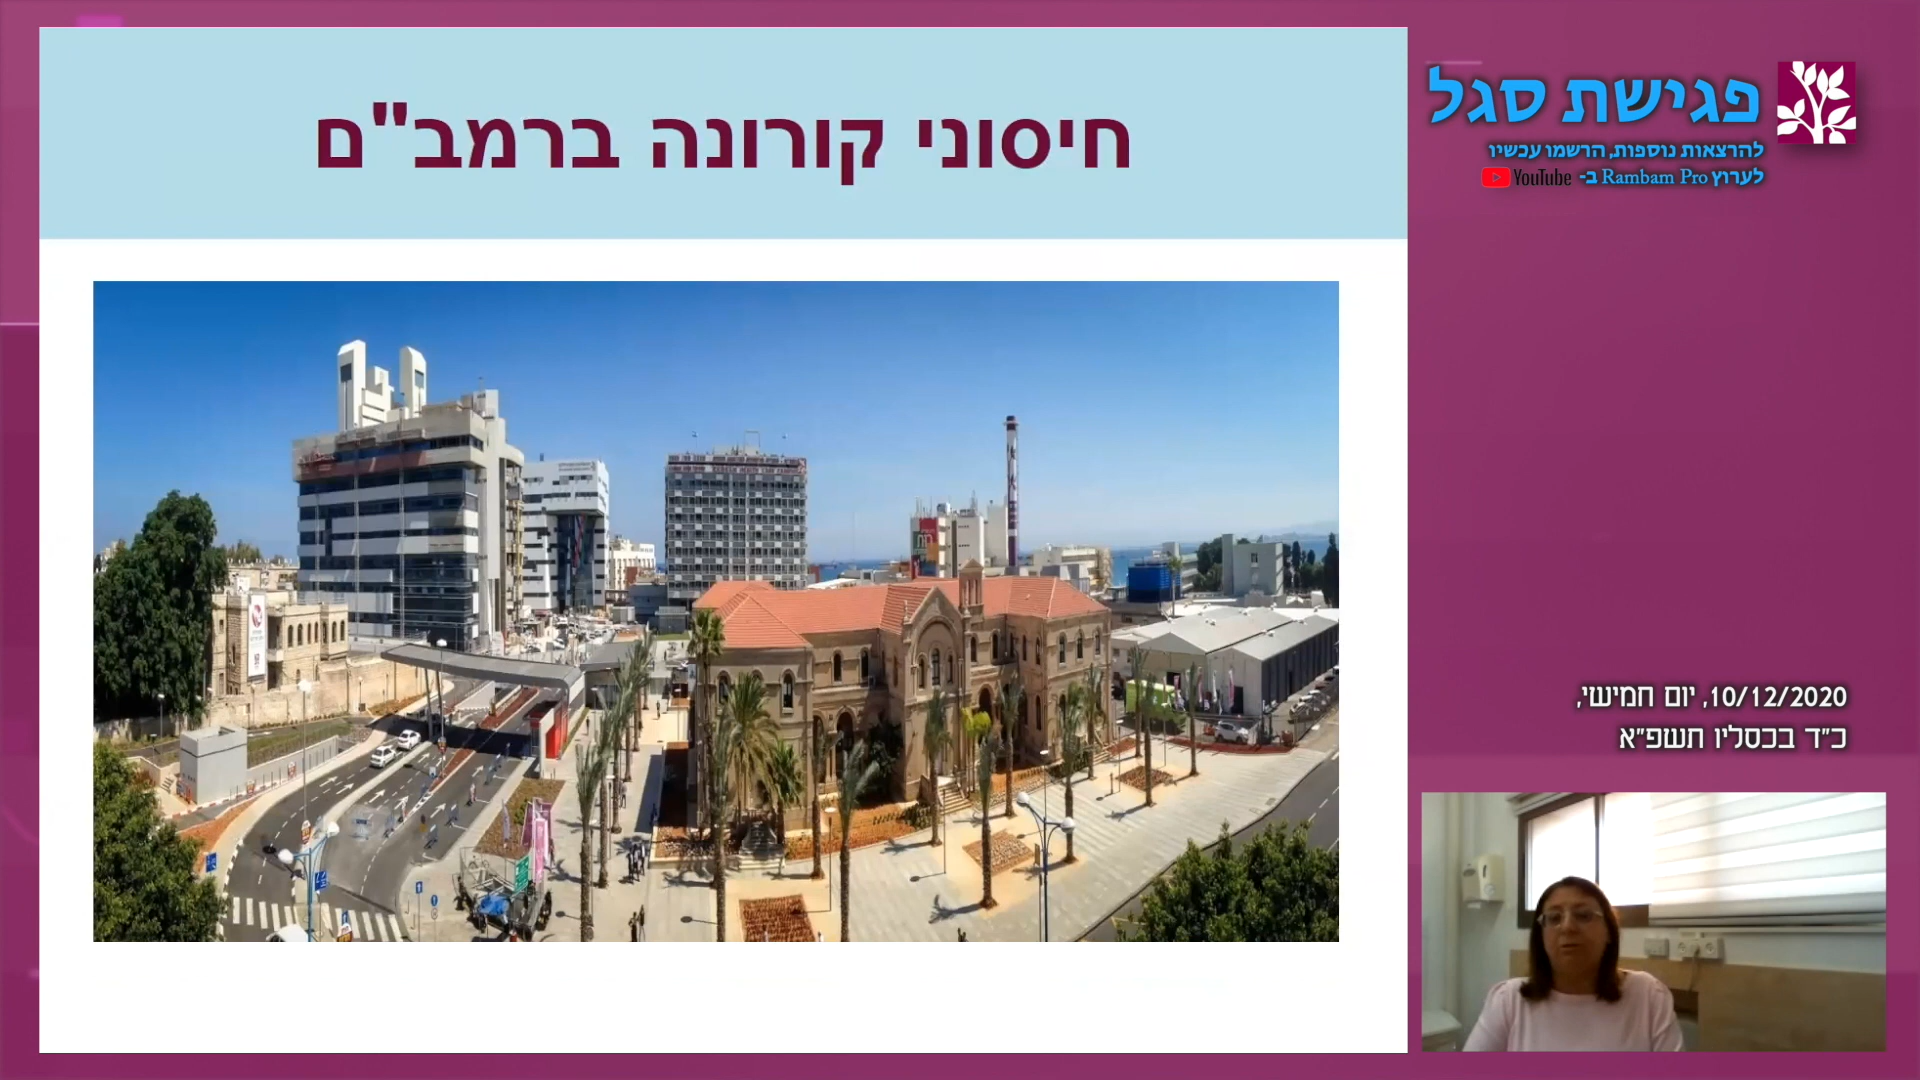 חיסוני קורונה ברמב"ם
פגישת סגל
להרצאות נוספות, הרשמו עכשיו
לערוץ Rambam Pro ב- YouTube
10/12/2020, יום חמישי,
כ"ד בכסליו תשפ"א